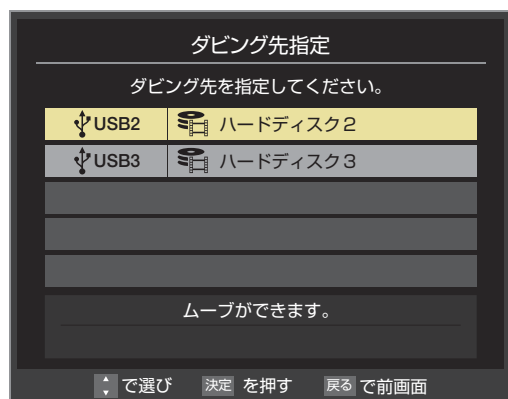 ダビング先指定
ダビング先を指定してください。
USB2 ハードディスク２
USB3 ハードディスク３
ムーブができます。
で選び 決定 を押す 戻る で前画面